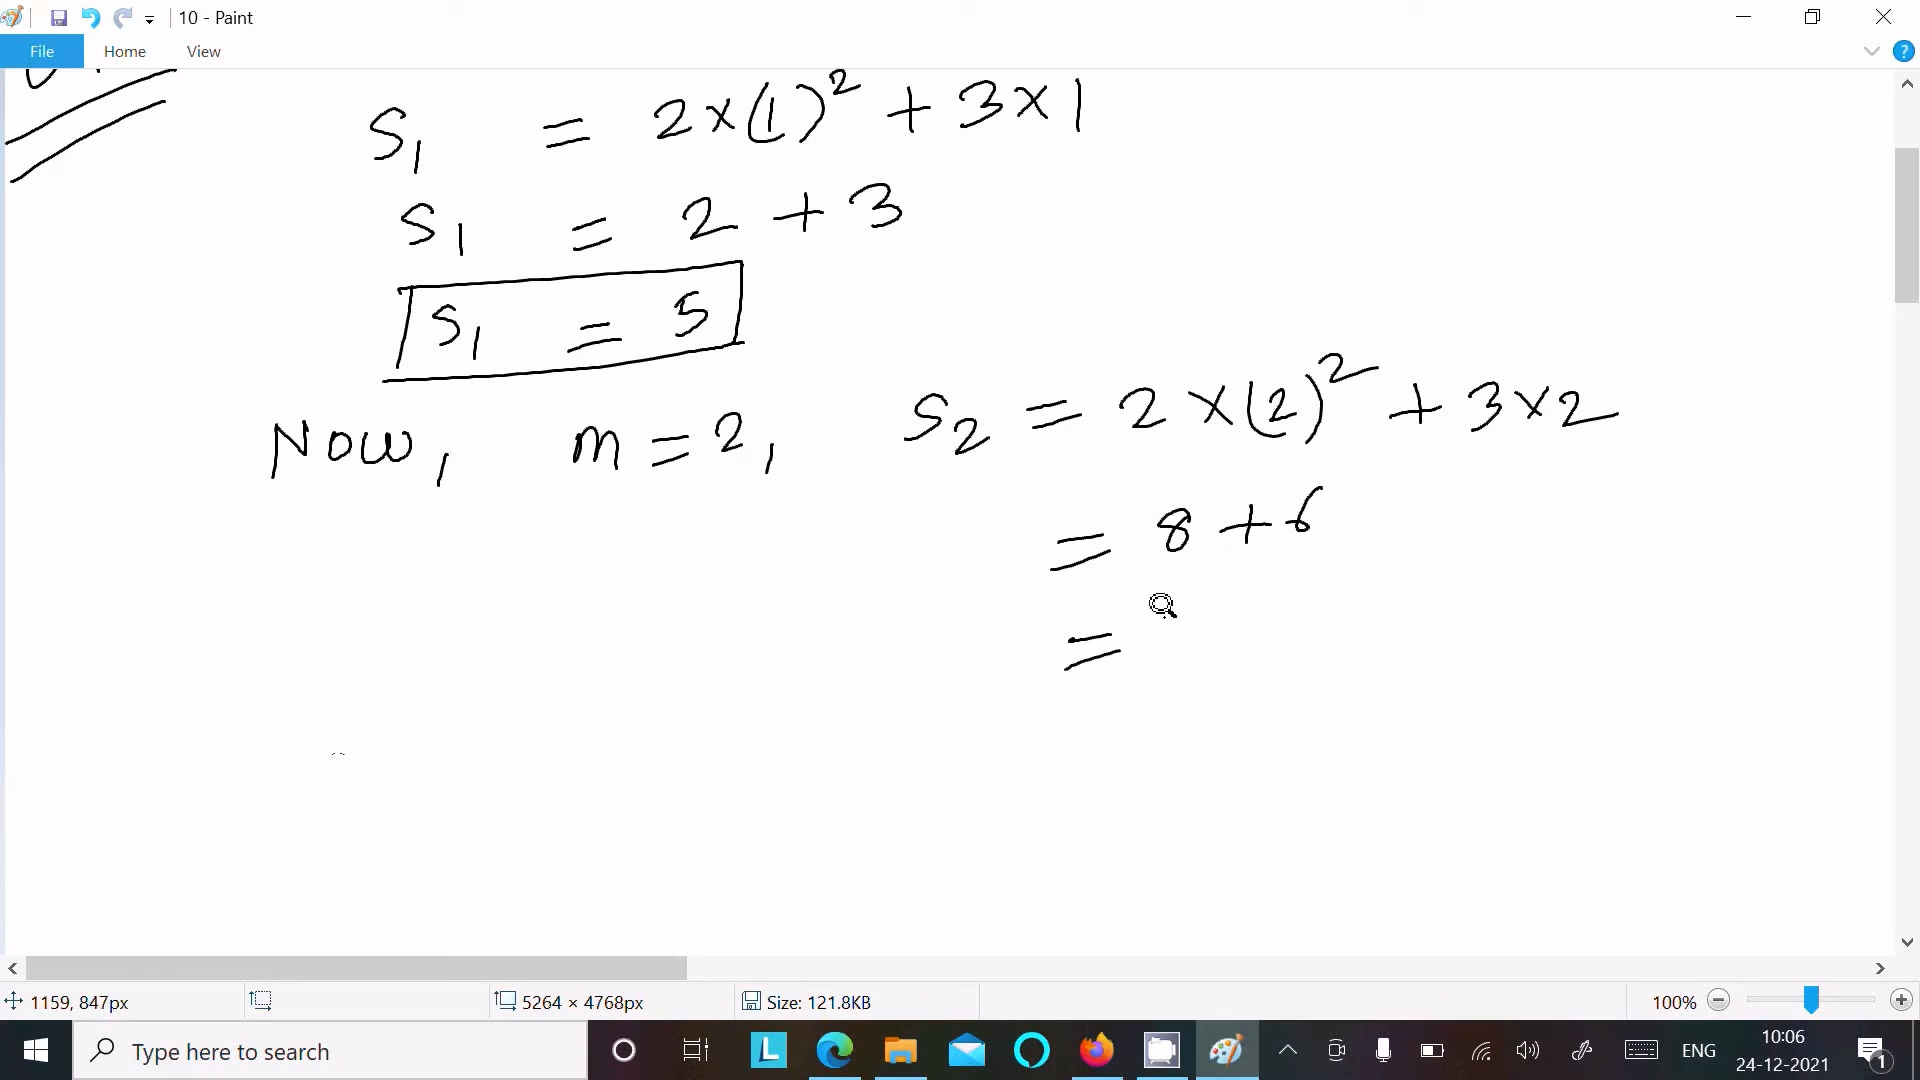 10 - Paint
File Home View
S₁ = 2×(1)² + 3×1
S₁ = 2 + 3
S₁ = 5
Now, m=2, S₂ = 2×(2)² + 3×2
= 8+6
=
1159, 847px 5264 × 4768px Size: 121.8KB 100%
Type here to search L ENG 10:06
24-12-2021 1